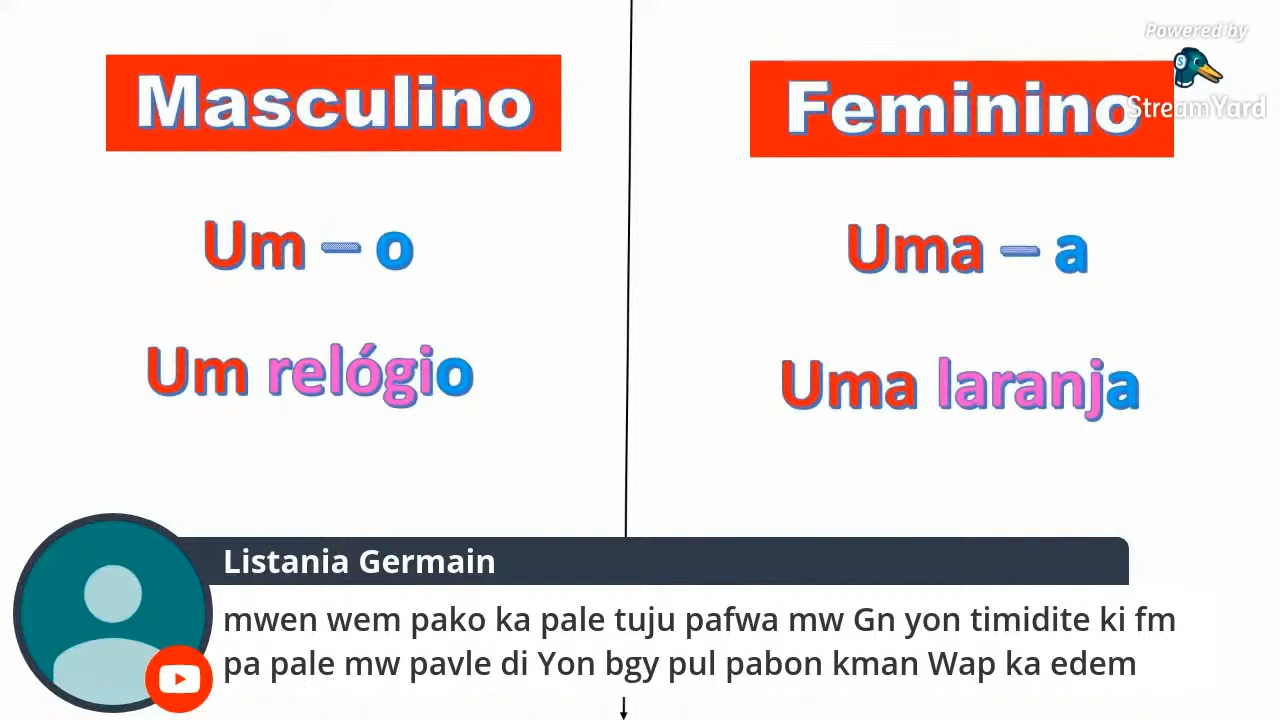 Powered by
StreamYard
Masculino
Feminino
Um – o
Uma – a
Um relógio
Uma laranja
Listania Germain
mwen wem pako ka pale tuju pafwa mw Gn yon timidite ki fm
pa pale mw pavle di Yon bgy pul pabon kman Wap ka edem